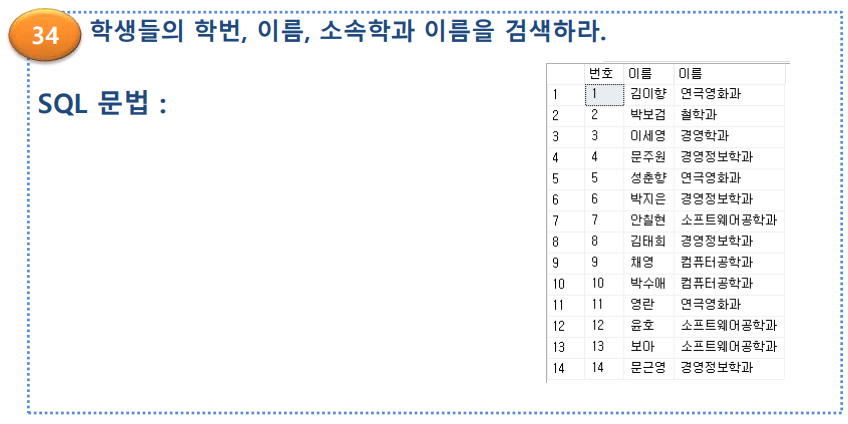 34 학생들의 학번, 이름, 소속학과 이름을 검색하라.
SQL 문법 :
번호 이름 이름
1 1 김이향 연극영화과
2 2 박보검 철학과
3 3 이세영 경영학과
4 4 문주원 경영정보학과
5 5 성춘향 연극영화과
6 6 박지은 경영정보학과
7 7 안칠현 소프트웨어공학과
8 8 김태희 경영정보학과
9 9 채영 컴퓨터공학과
10 10 박수애 컴퓨터공학과
11 11 영란 연극영화과
12 12 윤호 소프트웨어공학과
13 13 보아 소프트웨어공학과
14 14 문근영 경영정보학과